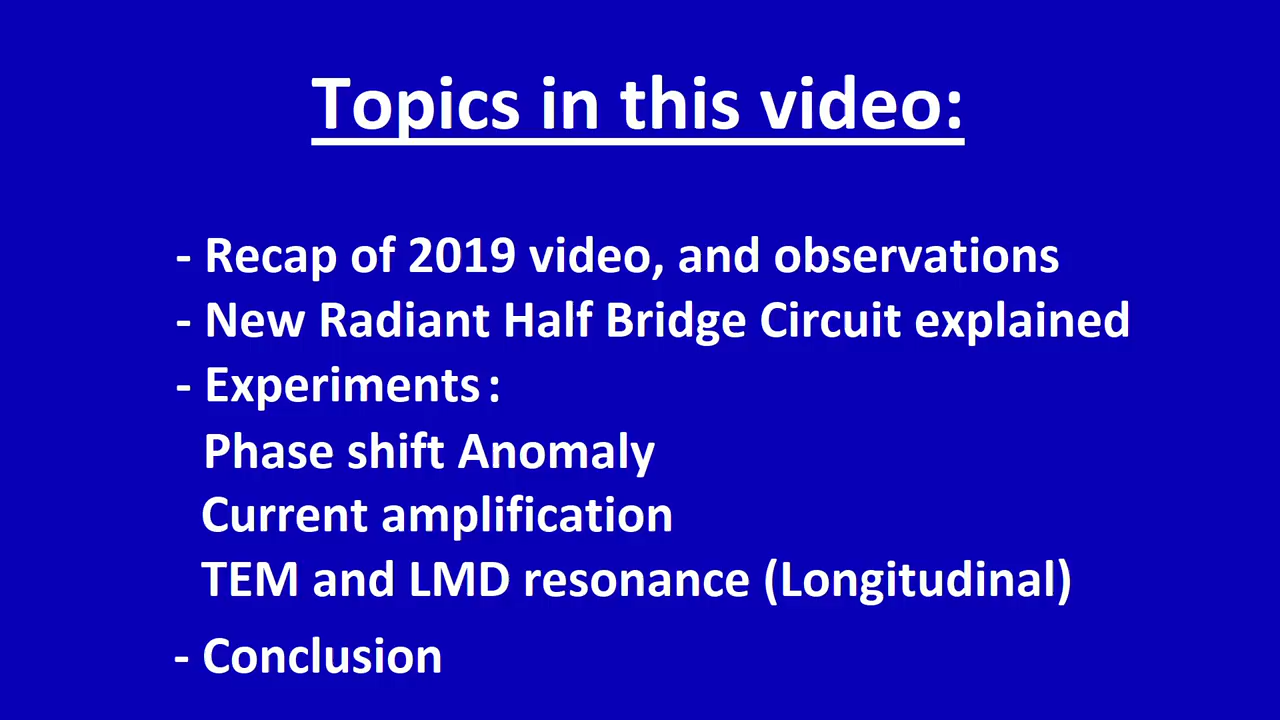 Topics in this video:
- Recap of 2019 video, and observations
- New Radiant Half Bridge Circuit explained
- Experiments :
Phase shift Anomaly
Current amplification
TEM and LMD resonance (Longitudinal)
- Conclusion